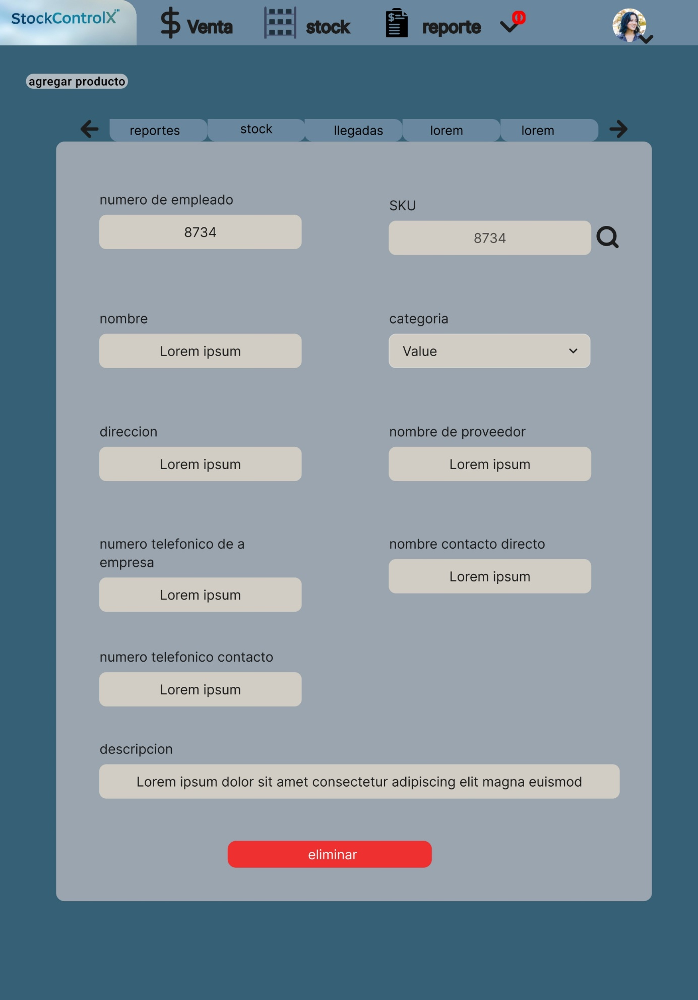 StockControlX
$ Venta
stock
$
reporte
0
agregar producto
reportes
stock
llegadas
lorem
lorem
numero de empleado
8734
SKU
8734
nombre
Lorem ipsum
categoria
Value
direccion
Lorem ipsum
nombre de proveedor
Lorem ipsum
numero telefonico de a
empresa
Lorem ipsum
nombre contacto directo
Lorem ipsum
numero telefonico contacto
Lorem ipsum
descripcion
Lorem ipsum dolor sit amet consectetur adipiscing elit magna euismod
eliminar